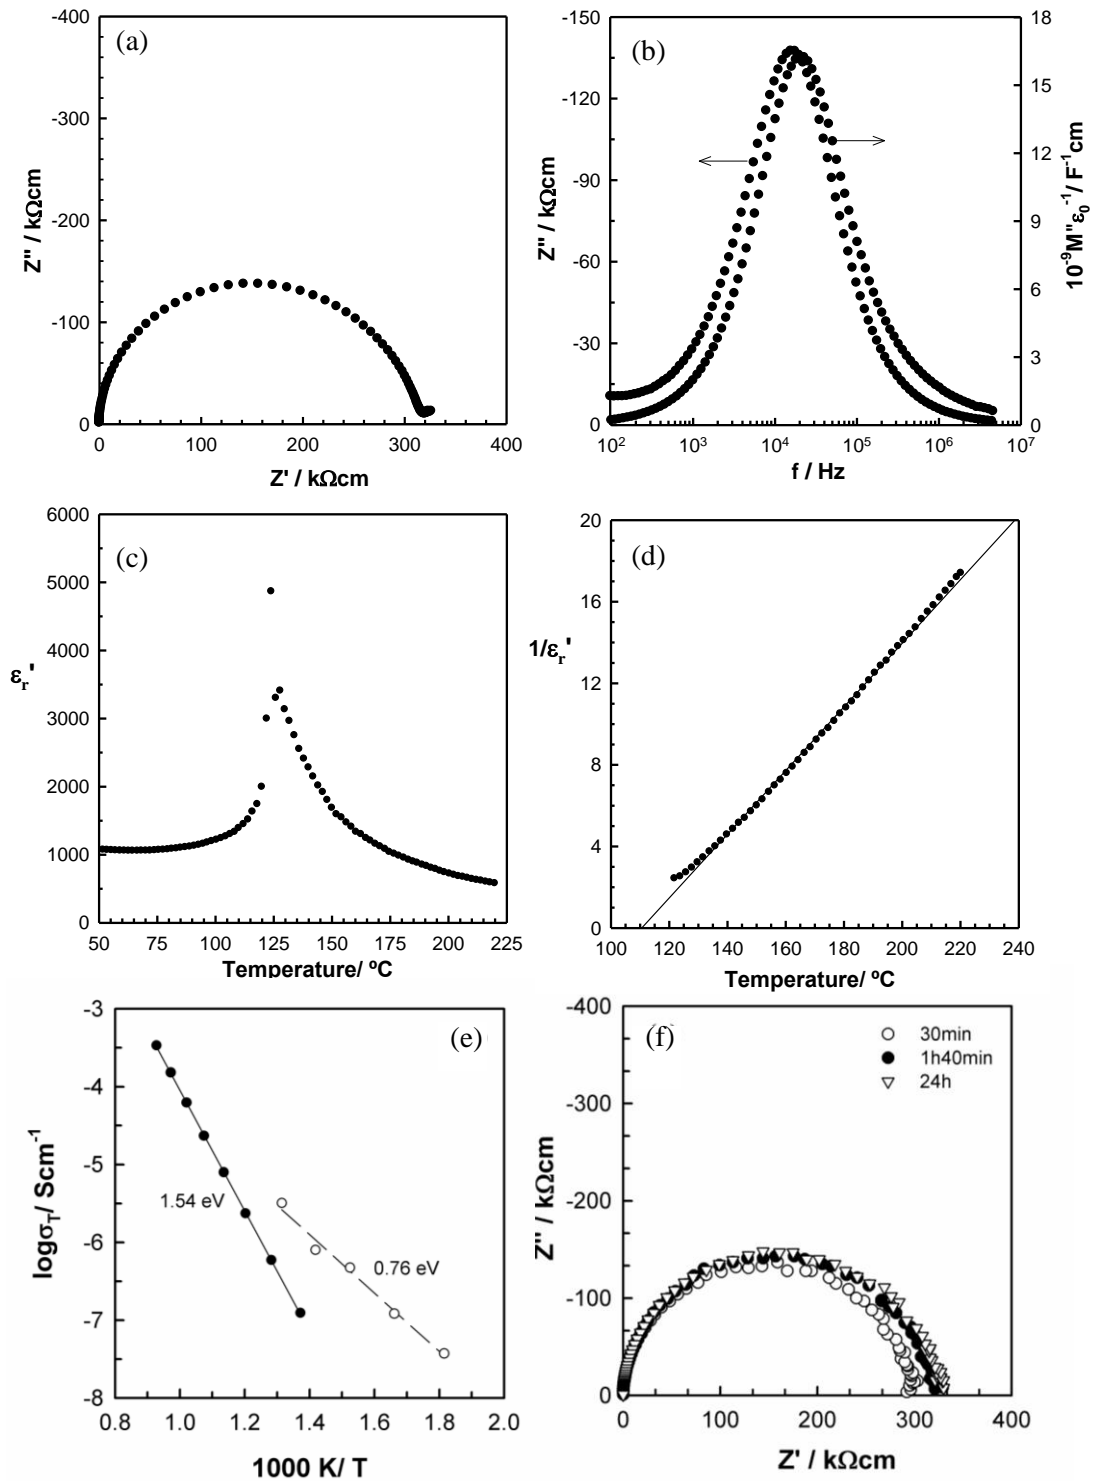 (a)
-400
-300
-200
-100
0
Z'' / kΩcm
0 100 200 300 400
Z' / kΩcm
(b)
-150
-120
-90
-60
-30
0
Z'' / kΩcm
18
15
12
9
6
3
0
10⁻⁹M''ε₀⁻¹/ F⁻¹cm
10² 10³ 10⁴ 10⁵ 10⁶ 10⁷
f / Hz
(c)
6000
5000
4000
3000
2000
1000
0
εᵣ'
50 75 100 125 150 175 200 225
Temperature/ ºC
(d)
20
16
12
8
4
0
1/εᵣ'
100 120 140 160 180 200 220 240
Temperature/ ºC
(e)
-3
-4
-5
-6
-7
-8
logσ_T/ Scm⁻¹
1.54 eV
0.76 eV
0.8 1.0 1.2 1.4 1.6 1.8 2.0
1000 K/ T
(f)
30min
1h40min
24h
-400
-300
-200
-100
0
Z'' / kΩcm
0 100 200 300 400
Z' / kΩcm